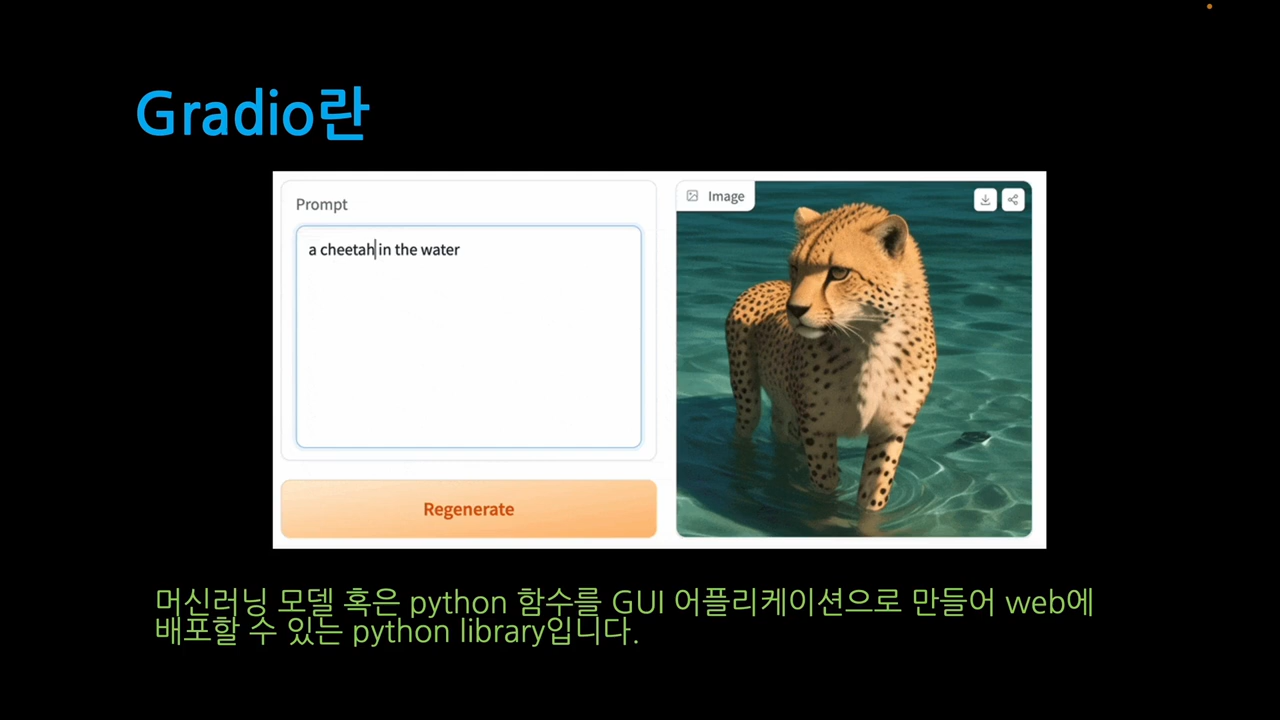 Gradio란
Prompt
a cheetah in the water
Regenerate
Image
머신러닝 모델 혹은 python 함수를 GUI 어플리케이션으로 만들어 web에
배포할 수 있는 python library입니다.